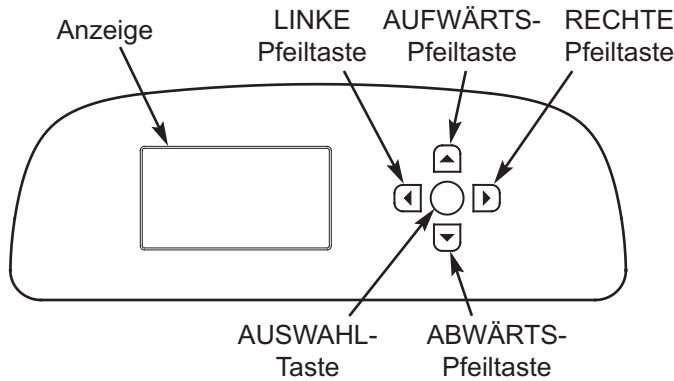 Anzeige
LINKE
Pfeiltaste
AUFWÄRTS-
Pfeiltaste
RECHTE
Pfeiltaste
AUSWAHL-
Taste
ABWÄRTS-
Pfeiltaste